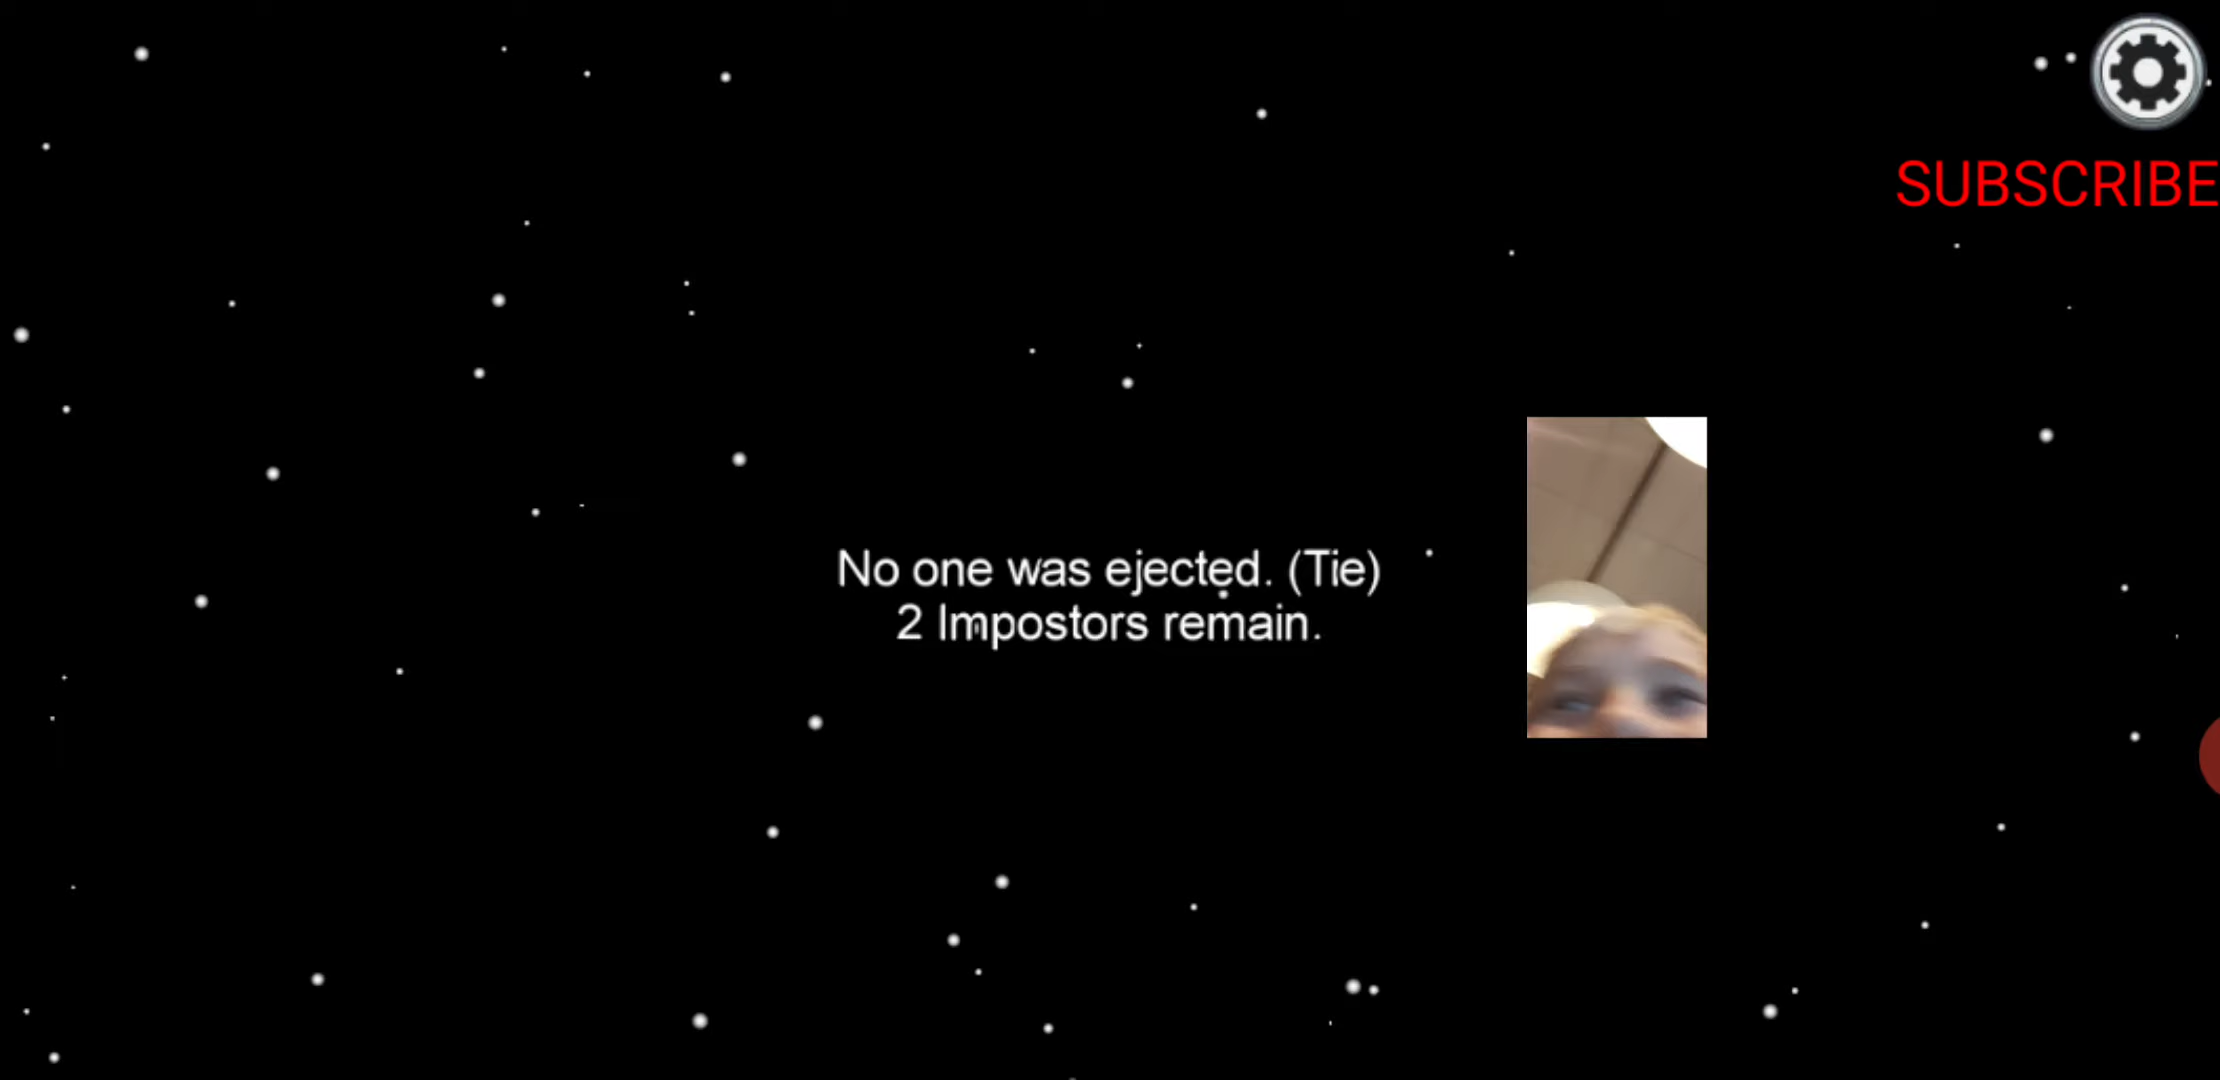 SUBSCRIBE
No one was ejected. (Tie)
2 Impostors remain.